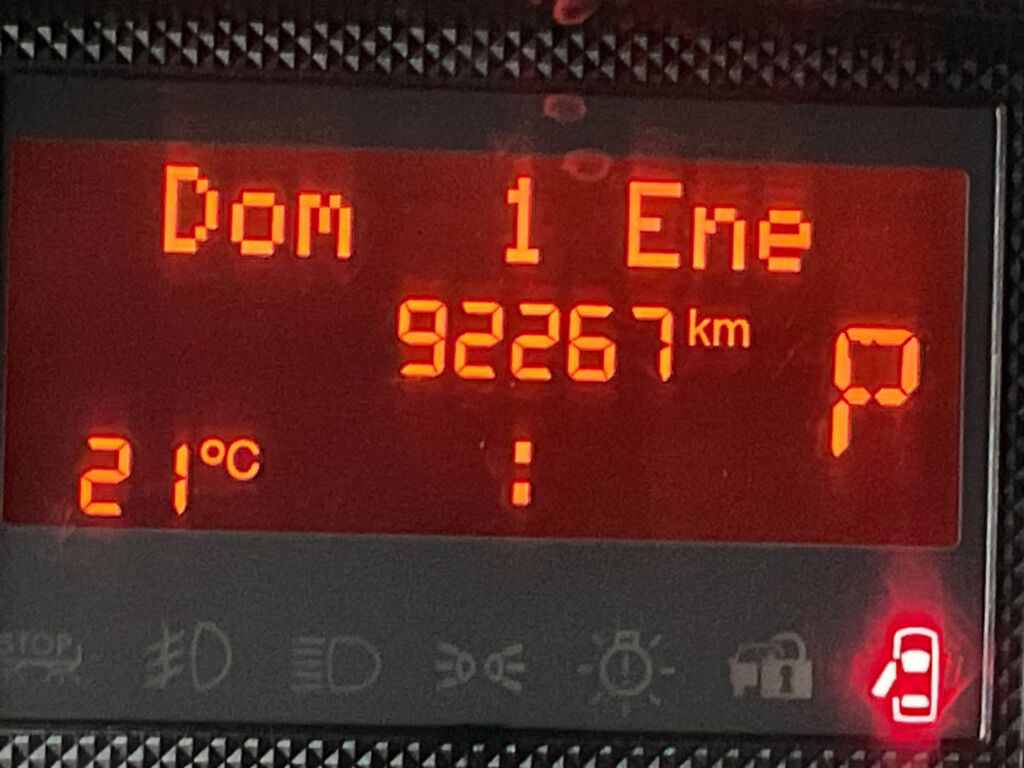 Dom 1 Ene
92267 km
P
21°C :
STOP